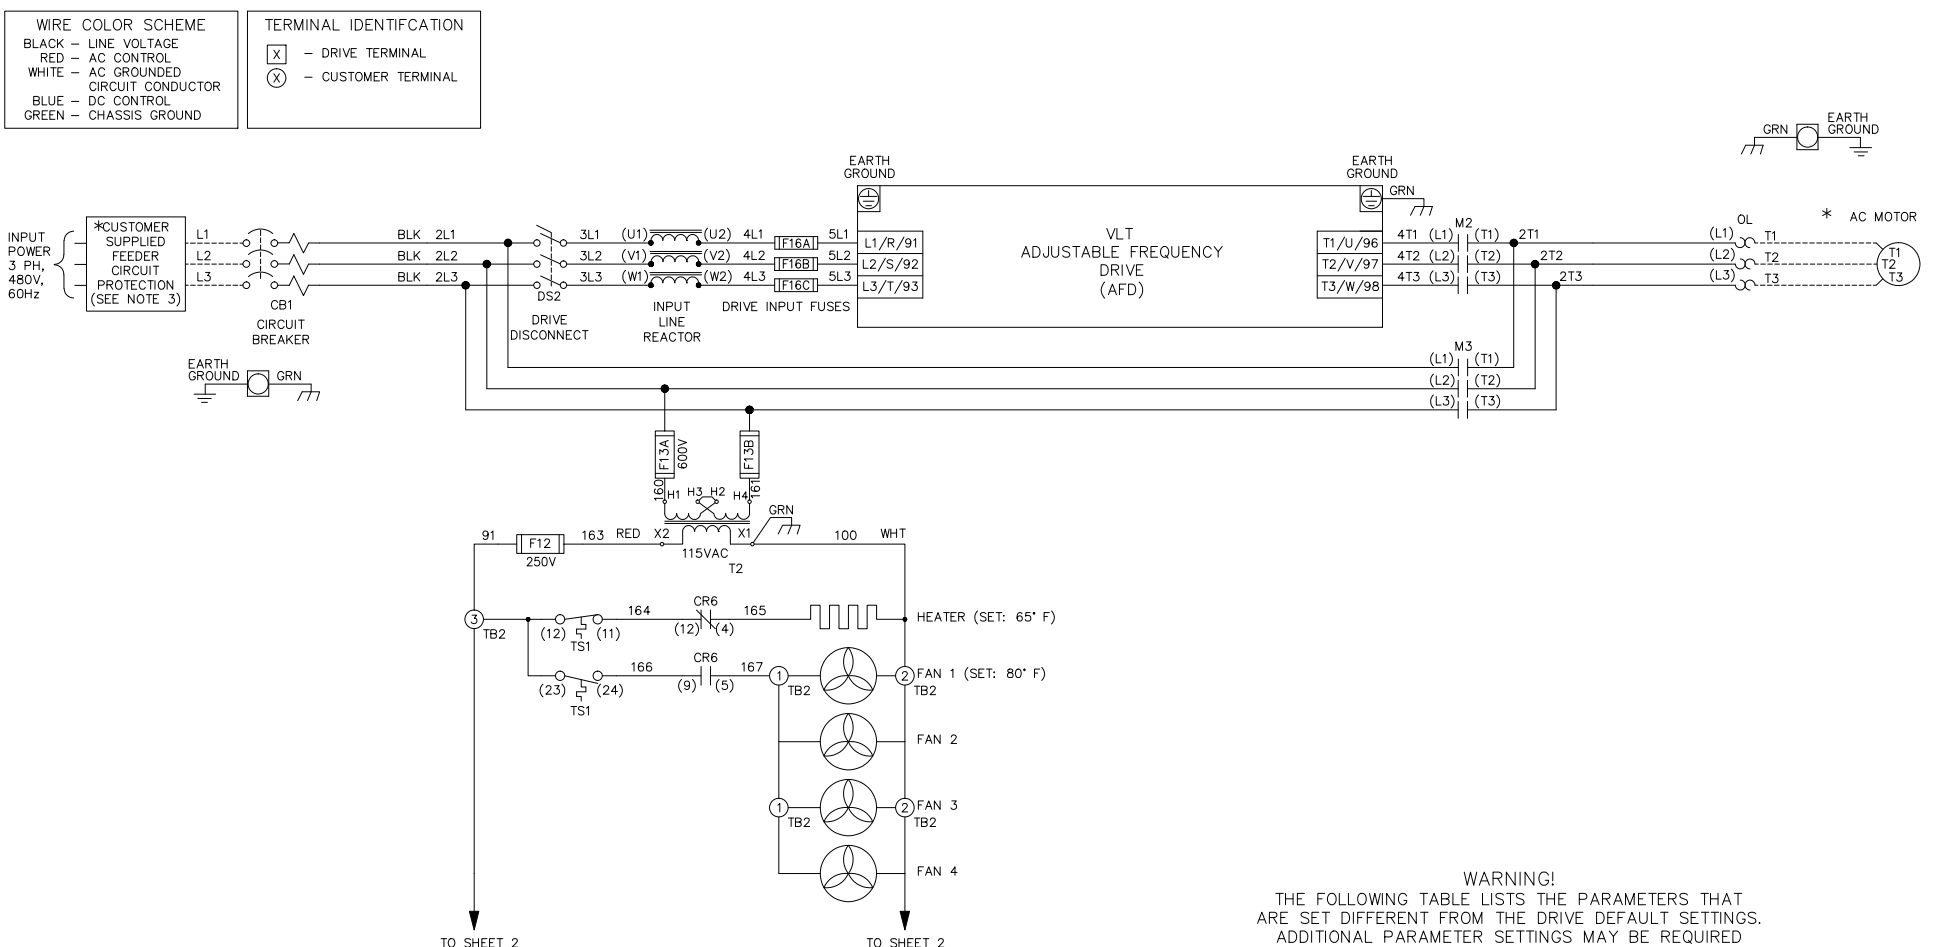 WIRE COLOR SCHEME
BLACK – LINE VOLTAGE
RED – AC CONTROL
WHITE – AC GROUNDED
CIRCUIT CONDUCTOR
BLUE – DC CONTROL
GREEN – CHASSIS GROUND
TERMINAL IDENTIFCATION
X – DRIVE TERMINAL
X – CUSTOMER TERMINAL
GRN
EARTH
GROUND
INPUT
POWER
3 PH,
480V,
60Hz
*CUSTOMER
SUPPLIED
FEEDER
CIRCUIT
PROTECTION
(SEE NOTE 3)
L1
L2
L3
CB1
CIRCUIT
BREAKER
BLK 2L1
BLK 2L2
BLK 2L3
DS2
DRIVE
DISCONNECT
3L1 (U1) (U2) 4L1 F16A 5L1
3L2 (V1) (V2) 4L2 F16B 5L2
3L3 (W1) (W2) 4L3 F16C 5L3
INPUT
LINE
REACTOR
DRIVE INPUT FUSES
EARTH
GROUND
L1/R/91
L2/S/92
L3/T/93
VLT
ADJUSTABLE FREQUENCY
DRIVE
(AFD)
EARTH
GROUND
GRN
T1/U/96
T2/V/97
T3/W/98
M2
4T1 (L1) (T1) 2T1
4T2 (L2) (T2) 2T2
4T3 (L3) (T3) 2T3
OL
(L1) T1
(L2) T2
(L3) T3
* AC MOTOR
T1
T2
T3
EARTH
GROUND
GRN
M3
(L1) (T1)
(L2) (T2)
(L3) (T3)
F13A
600V
F13B
160
H1
H3 H2
H4
161
GRN
91
F12
250V
163 RED X2
X1
100 WHT
115VAC
T2
3
TB2
(12) (11)
TS1
164
CR6
(12) (4)
165
HEATER (SET: 65° F)
(23) (24)
TS1
166
CR6
(9) (5)
167
1
TB2
2
TB2
FAN 1 (SET: 80° F)
FAN 2
1
TB2
2
TB2
FAN 3
FAN 4
TO SHEET 2
TO SHEET 2
WARNING!
THE FOLLOWING TABLE LISTS THE PARAMETERS THAT
ARE SET DIFFERENT FROM THE DRIVE DEFAULT SETTINGS.
ADDITIONAL PARAMETER SETTINGS MAY BE REQUIRED